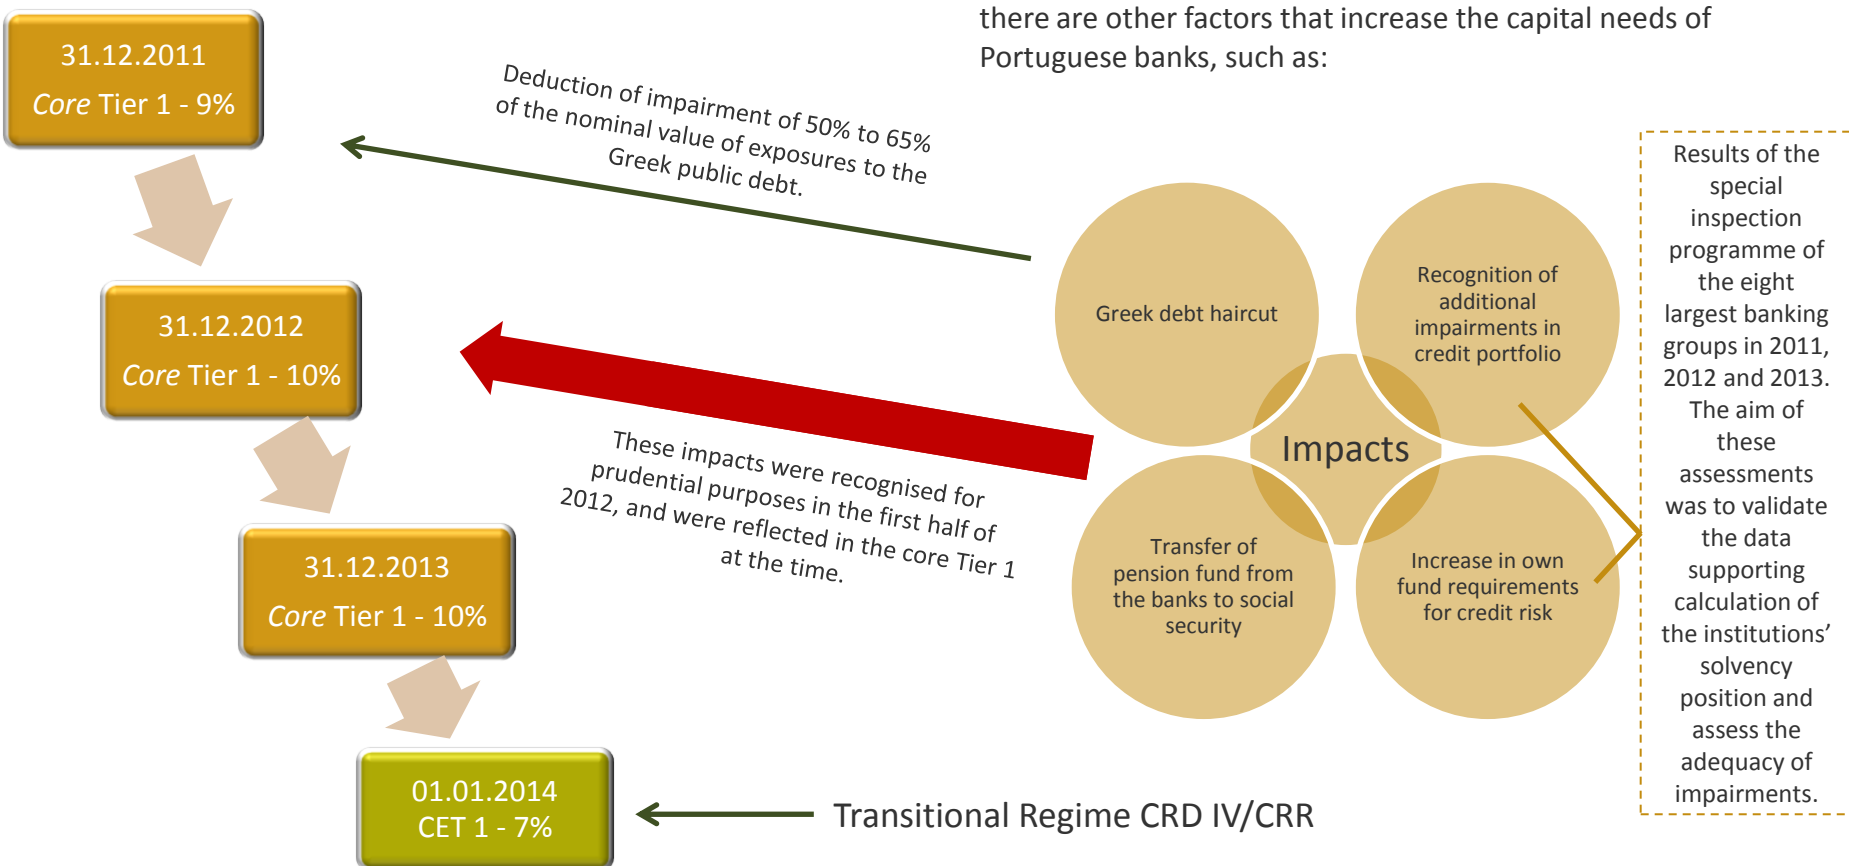 there are other factors that increase the capital needs of
Portuguese banks, such as:
31.12.2011
Core Tier 1 - 9%
Deduction of impairment of 50% to 65%
of the nominal value of exposures to the
Greek public debt.
31.12.2012
Core Tier 1 - 10%
These impacts were recognised for
prudential purposes in the first half of
2012, and were reflected in the core Tier 1
at the time.
31.12.2013
Core Tier 1 - 10%
01.01.2014
CET 1 - 7%
Transitional Regime CRD IV/CRR
Greek debt haircut
Recognition of
additional
impairments in
credit portfolio
Impacts
Transfer of
pension fund from
the banks to social
security
Increase in own
fund requirements
for credit risk
Results of the
special
inspection
programme of
the eight
largest banking
groups in 2011,
2012 and 2013.
The aim of
these
assessments
was to validate
the data
supporting
calculation of
the institutions’
solvency
position and
assess the
adequacy of
impairments.